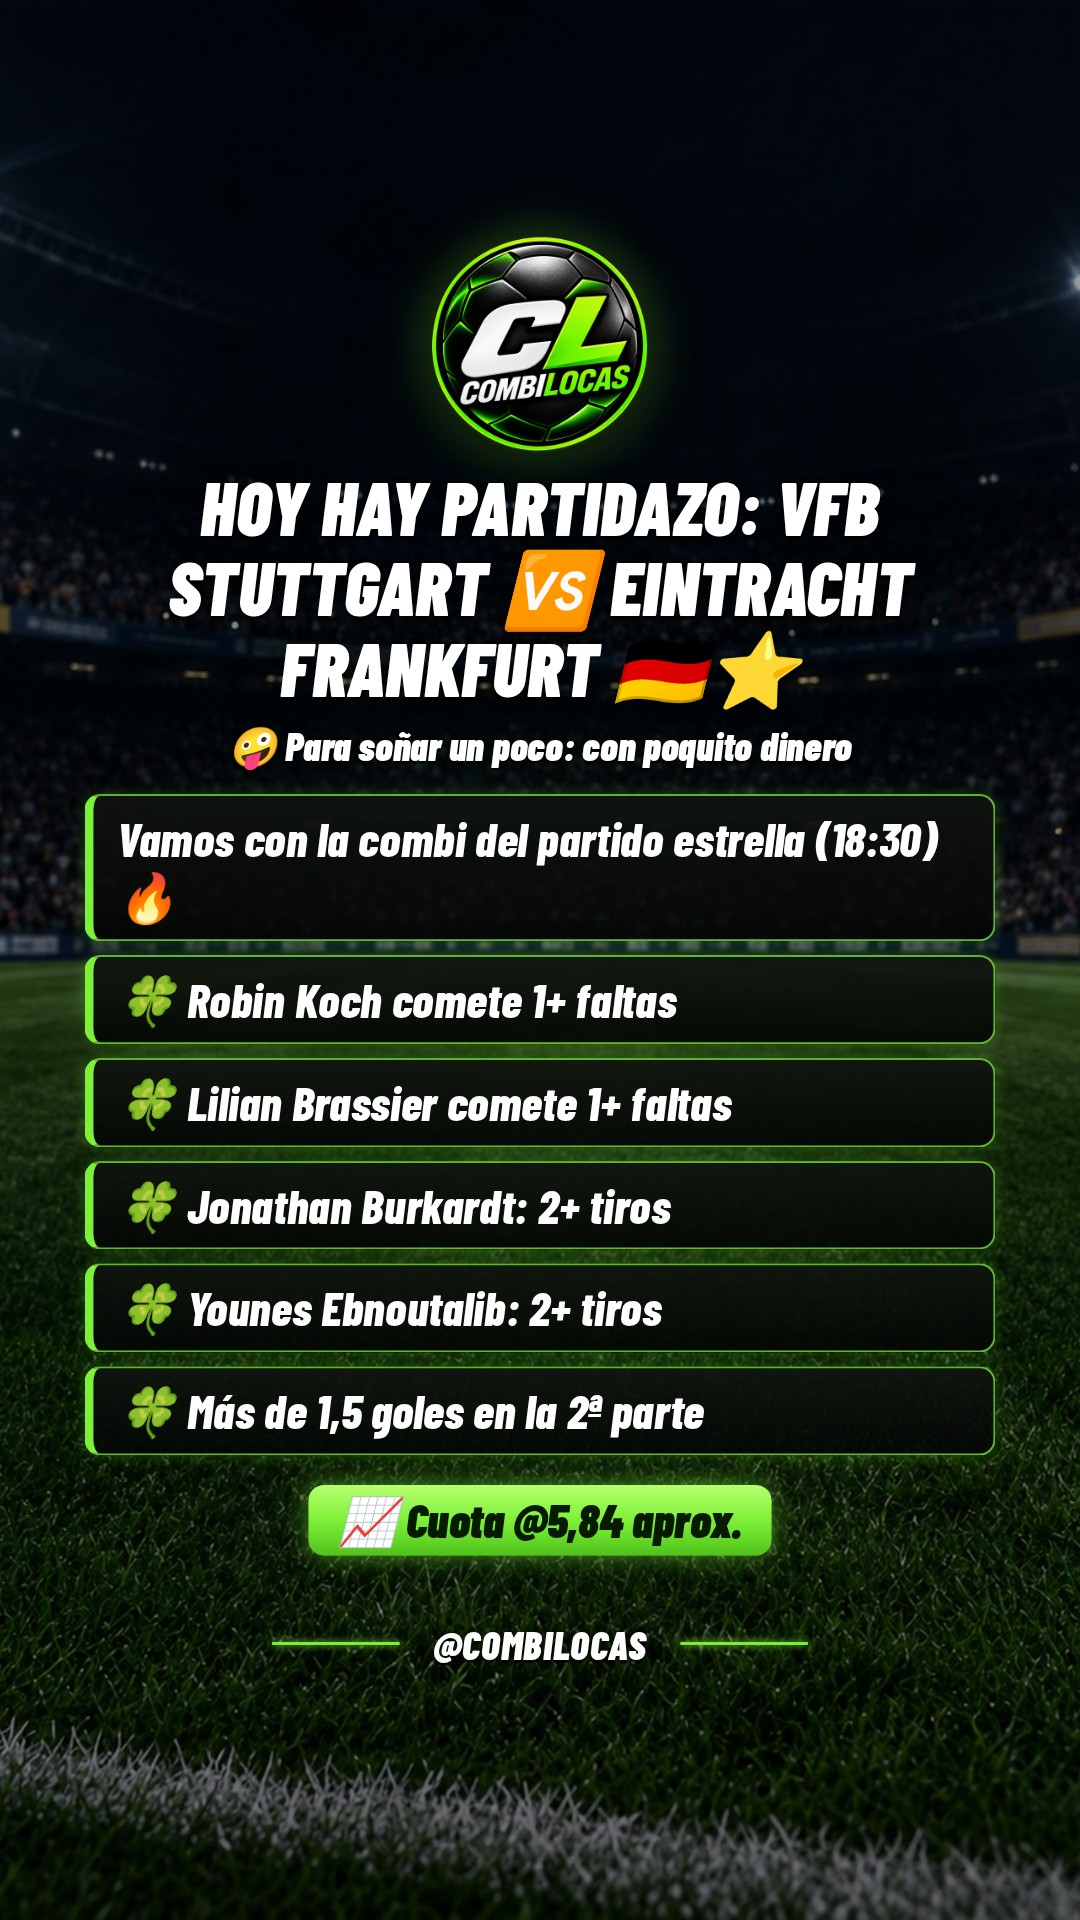 CL
COMBILOCAS
HOY HAY PARTIDAZO: VFB
STUTTGART 🆚 EINTRACHT
FRANKFURT 🇩🇪⭐
🤪 Para soñar un poco: con poquito dinero
Vamos con la combi del partido estrella (18:30)
🔥
🍀 Robin Koch comete 1+ faltas
🍀 Lilian Brassier comete 1+ faltas
🍀 Jonathan Burkardt: 2+ tiros
🍀 Younes Ebnoutalib: 2+ tiros
🍀 Más de 1,5 goles en la 2ª parte
📈 Cuota @5,84 aprox.
@COMBILOCAS